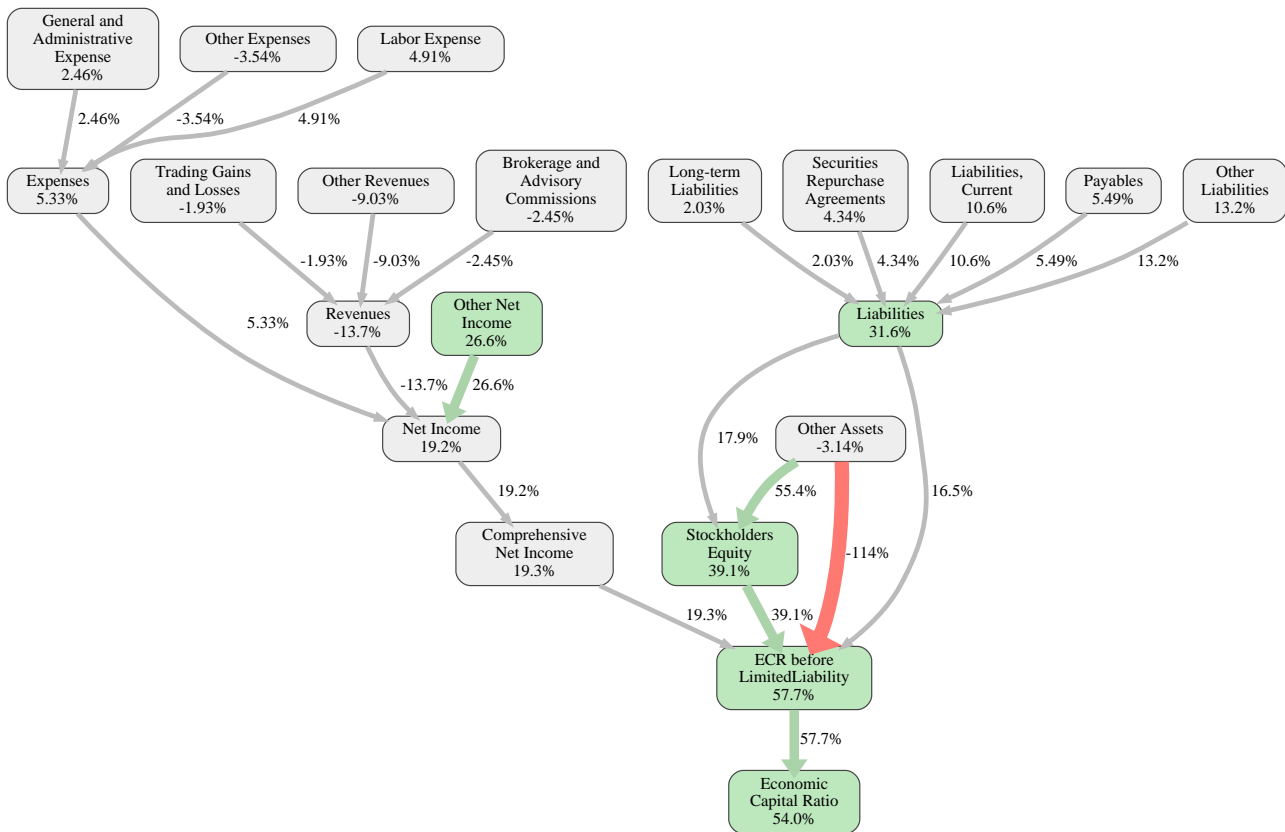 General and
Administrative
Expense
2.46%
Other Expenses
-3.54%
Labor Expense
4.91%
2.46%
-3.54%
4.91%
Expenses
5.33%
Trading Gains
and Losses
-1.93%
Other Revenues
-9.03%
Brokerage and
Advisory
Commissions
-2.45%
Long-term
Liabilities
2.03%
Securities
Repurchase
Agreements
4.34%
Liabilities,
Current
10.6%
Payables
5.49%
Other
Liabilities
13.2%
-1.93%
-9.03%
-2.45%
2.03%
4.34%
10.6%
5.49%
13.2%
5.33%
Revenues
-13.7%
Other Net
Income
26.6%
Liabilities
31.6%
-13.7%
26.6%
Net Income
19.2%
17.9%
Other Assets
-3.14%
16.5%
19.2%
55.4%
-114%
Comprehensive
Net Income
19.3%
Stockholders
Equity
39.1%
19.3%
39.1%
ECR before
LimitedLiability
57.7%
57.7%
Economic
Capital Ratio
54.0%